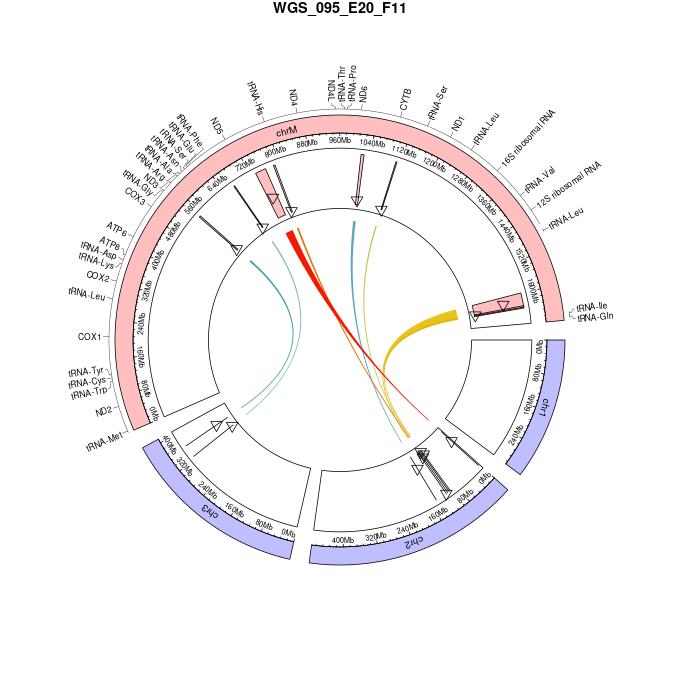 WGS_095_E20_F11
tRNA-Met
ND2
tRNA-Trp
tRNA-Cys
tRNA-Tyr
COX1
tRNA-Leu
COX2
tRNA-Lys
tRNA-Asp
ATP8
ATP6
COX3
tRNA-Gly
ND3
tRNA-Arg
tRNA-Ala
tRNA-Asn
tRNA-Ser
tRNA-Glu
tRNA-Phe
ND5
tRNA-His
ND4
ND4L
tRNA-Thr
tRNA-Pro
ND6
CYTB
tRNA-Ser
ND1
tRNA-Leu
16S ribosomal RNA
tRNA-Val
12S ribosomal RNA
tRNA-Leu
tRNA-Ile
tRNA-Gln
chrM
0Mb
80Mb
160Mb
240Mb
320Mb
400Mb
480Mb
560Mb
640Mb
720Mb
800Mb
880Mb
960Mb
1040Mb
1120Mb
1200Mb
1280Mb
1360Mb
1440Mb
1520Mb
1600Mb
chr1
0Mb
80Mb
160Mb
240Mb
chr2
0Mb
80Mb
160Mb
240Mb
320Mb
400Mb
chr3
0Mb
80Mb
160Mb
240Mb
320Mb
400Mb